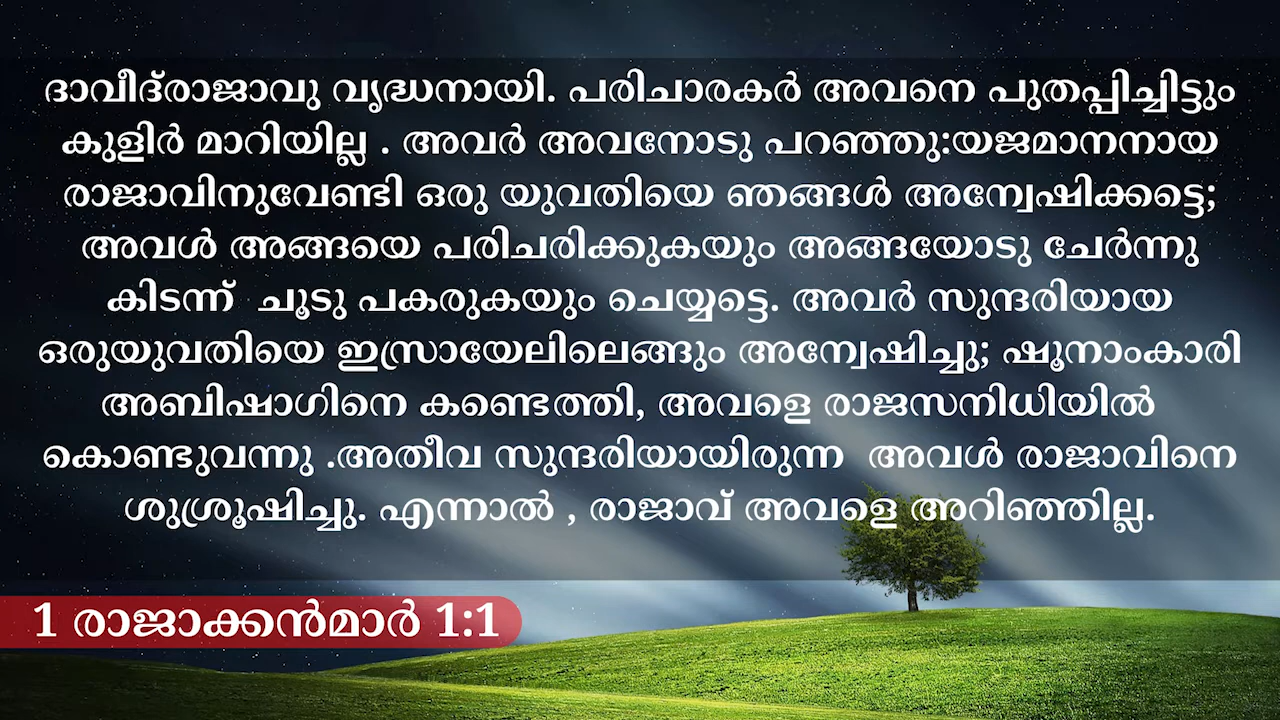 ദാവീദ്‌രാജാവു വൃദ്ധനായി. പരിചാരകർ അവനെ പുതപ്പിച്ചിട്ടും
കുളിർ മാറിയില്ല . അവർ അവനോടു പറഞ്ഞു:യജമാനനായ
രാജാവിനുവേണ്ടി ഒരു യുവതിയെ ഞങ്ങൾ അന്വേഷിക്കട്ടെ;
അവൾ അങ്ങയെ പരിചരിക്കുകയും അങ്ങയോടു ചേർന്നു
കിടന്ന്  ചൂടു പകരുകയും ചെയ്യട്ടെ. അവർ സുന്ദരിയായ
ഒരുയുവതിയെ ഇസ്രായേലിലെങ്ങും അന്വേഷിച്ചു; ഷൂനാംകാരി
അബിഷാഗിനെ കണ്ടെത്തി, അവളെ രാജസനിധിയിൽ
കൊണ്ടുവന്നു .അതീവ സുന്ദരിയായിരുന്ന  അവൾ രാജാവിനെ
ശുശ്രൂഷിച്ചു. എന്നാൽ , രാജാവ് അവളെ അറിഞ്ഞില്ല.
1 രാജാക്കൻമാർ 1:1